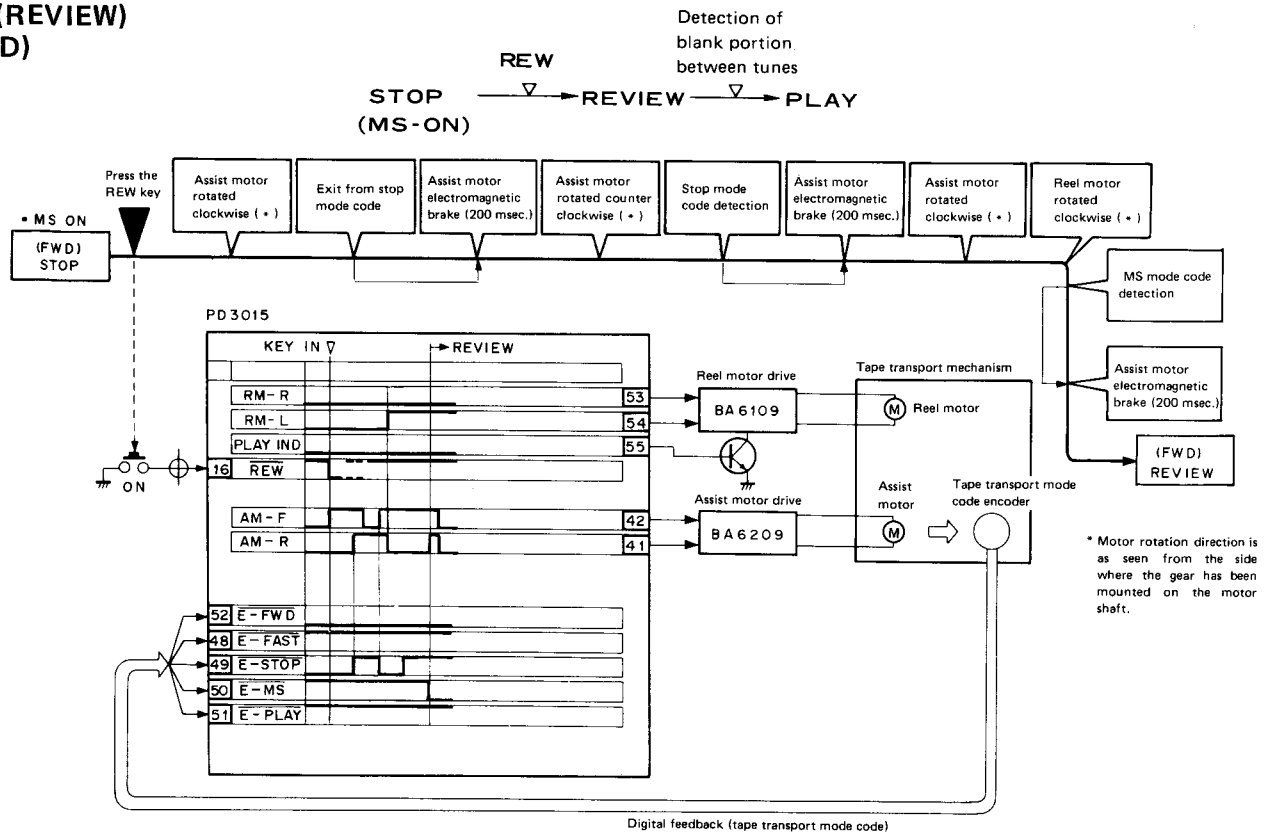 (REVIEW)
D)
STOP
(MS-ON)
REW
REVIEW
Detection of
blank portion
between tunes
PLAY
• MS ON
(FWD)
STOP
Press the
REW key
Assist motor
rotated
clockwise ( * )
Exit from stop
mode code
Assist motor
electromagnetic
brake (200 msec.)
Assist motor
rotated counter
clockwise ( * )
Stop mode
code detection
Assist motor
electromagnetic
brake (200 msec.)
Assist motor
rotated
clockwise ( * )
Reel motor
rotated
clockwise ( * )
MS mode code
detection
Assist motor
electromagnetic
brake (200 msec.)
(FWD)
REVIEW
* Motor rotation direction is
as seen from the side
where the gear has been
mounted on the motor
shaft.
PD3015
KEY IN
REVIEW
RM-R 53
RM-L 54
PLAY IND 55
ON
16 REW
AM-F 42
AM-R 41
52 E-FWD
48 E-FAST
49 E-STOP
50 E-MS
51 E-PLAY
Reel motor drive
BA6109
Assist motor drive
BA6209
Tape transport mechanism
M Reel motor
Assist
motor
M
Tape transport mode
code encoder
Digital feedback (tape transport mode code)